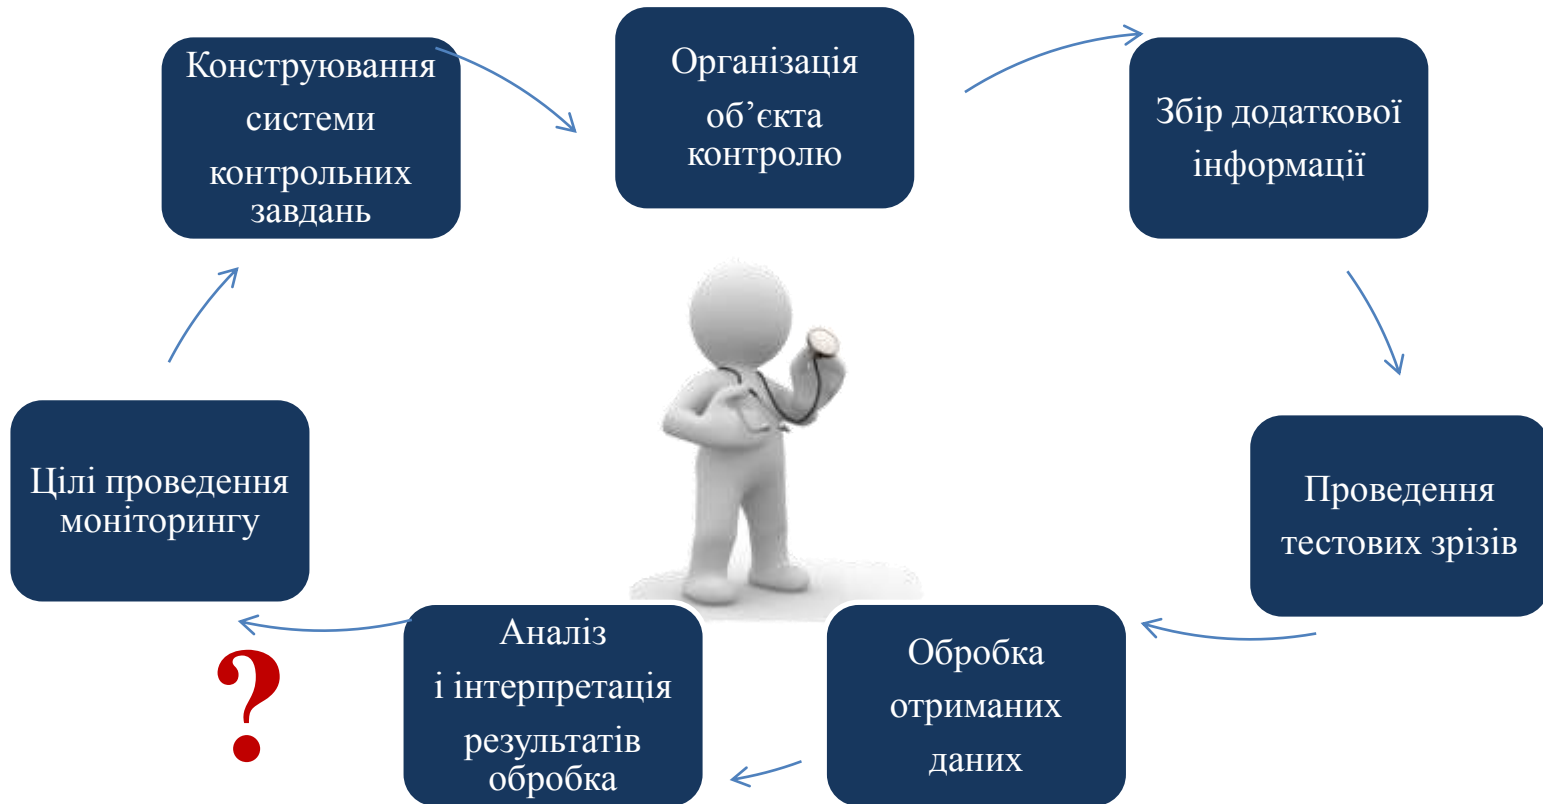 Конструювання
системи
контрольних
завдань
Організація
об’єкта
контролю
Збір додаткової
інформації
Цілі проведення
моніторингу
Проведення
тестових зрізів
?
Аналіз
і інтерпретація
результатів
обробка
Обробка
отриманих
даних